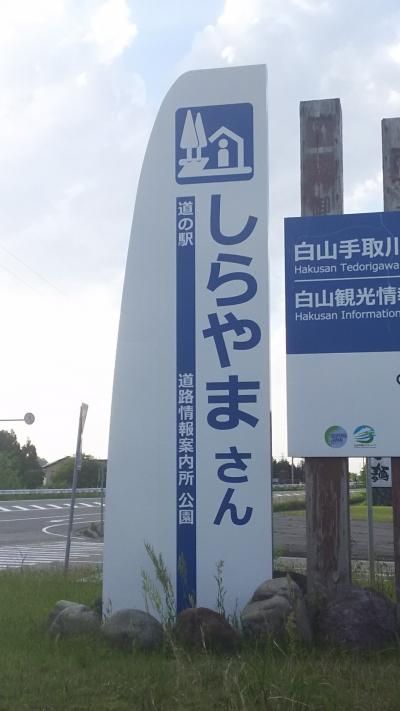 道の駅
しらやまさん
道路情報案内所 公園
白山手取川
Hakusan Tedorigawa
白山観光情報
Hakusan Information